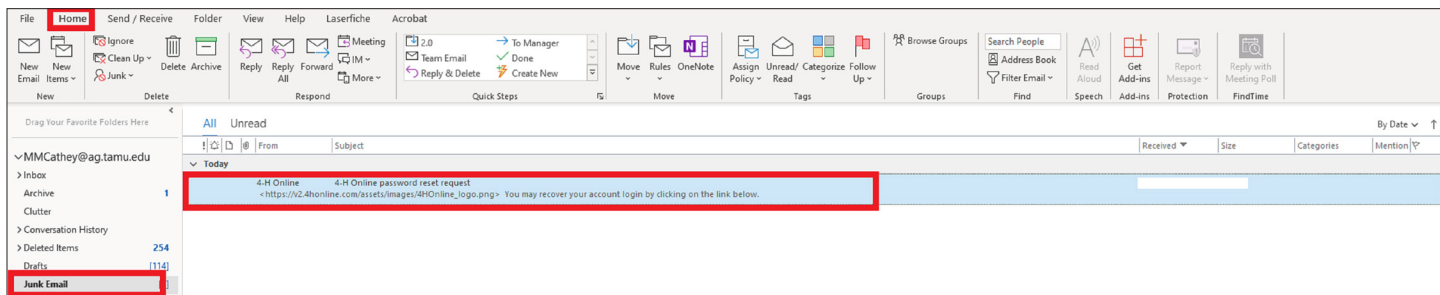 File Home Send / Receive Folder View Help Laserfiche Acrobat
New Email
New Items
Ignore
Clean Up
Junk
Delete
Archive
Reply
Reply All
Forward
Meeting
IM
More
2.0
Team Email
Reply & Delete
To Manager
Done
Create New
Move
Rules
OneNote
Assign Policy
Unread/ Read
Categorize
Follow Up
Browse Groups
Search People
Address Book
Filter Email
Read Aloud
Get Add-ins
Report Message
Reply with Meeting Poll
New Delete Respond Quick Steps Move Tags Groups Find Speech Add-ins Protection FindTime
Drag Your Favorite Folders Here
All Unread
By Date
! From Subject Received Size Categories Mention
MMCathey@ag.tamu.edu
Today
Inbox
4-H Online 4-H Online password reset request
<https://v2.4honline.com/assets/images/4HOnline_logo.png> You may recover your account login by clicking on the link below.
Archive 1
Clutter
Conversation History
Deleted Items 254
Drafts [114]
Junk Email